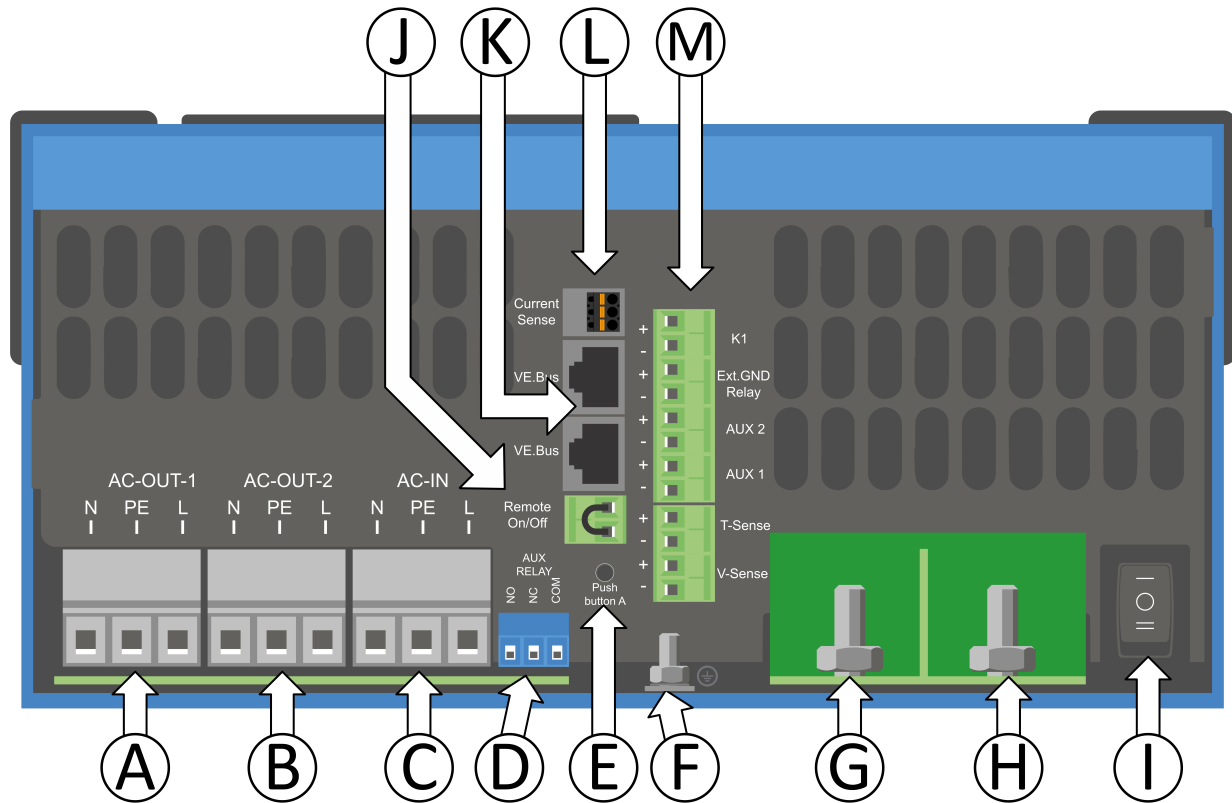 J K L M
Current
Sense
VE.Bus
VE.Bus
Remote
On/Off
AUX
RELAY
NO NC COM
Push
button A
+ K1
-
+ Ext.GND
- Relay
+ AUX 2
-
+ AUX 1
-
+ T-Sense
-
+ V-Sense
-
AC-OUT-1 AC-OUT-2 AC-IN
N PE L N PE L N PE L
I
O
II
A B C D E F G H I